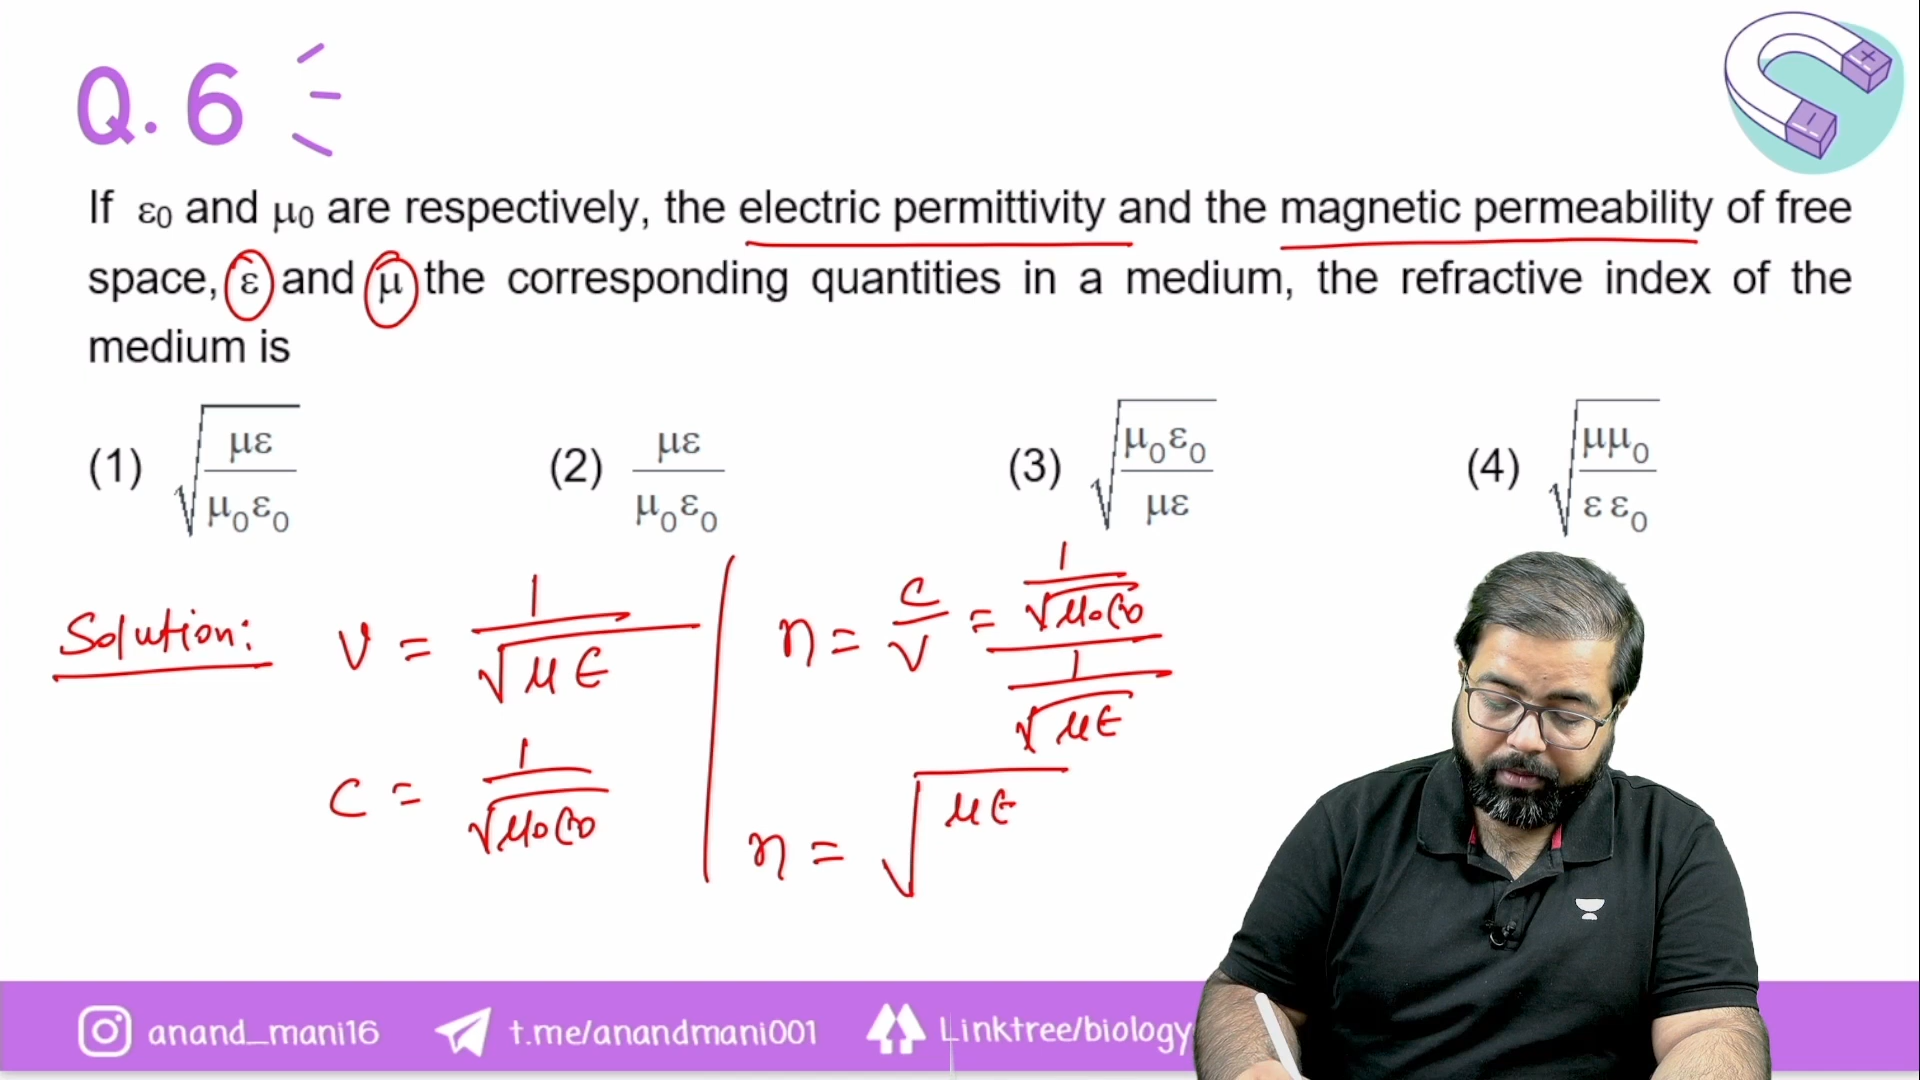 Q. 6
If ε0 and μ0 are respectively, the electric permittivity and the magnetic permeability of free
space, ε and μ the corresponding quantities in a medium, the refractive index of the
medium is
(1) √(με/μ₀ε₀) (2) με/μ₀ε₀ (3) √(μ₀ε₀/με) (4) √(μμ₀/εε₀)
Solution: v = 1/√με
n = c/v = (1/√μ₀ε₀)/(1/√με)
c = 1/√μ₀ε₀
n = √με
anand_mani16 t.me/anandmani001 Linktree/biology